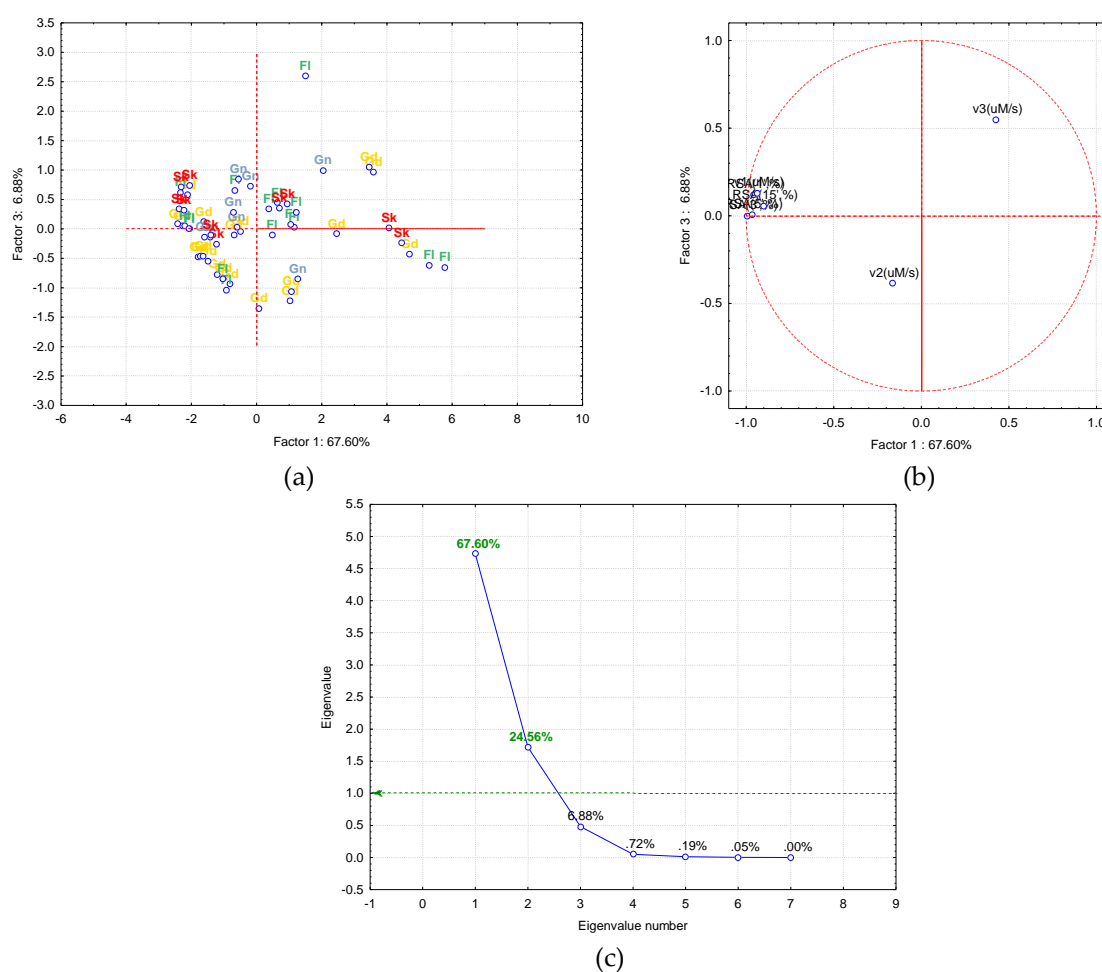 3.5
3.0
2.5
2.0
1.5
1.0
0.5
0.0
-0.5
-1.0
-1.5
-2.0
-2.5
-3.0
Factor 3: 6.88%
-6 -4 -2 0 2 4 6 8 10
Factor 1: 67.60%
Fl
Gd
Gn
Gn
Gn
Sk
Sk
Fl
Sk
Sk
Gn
Gd
Gn
Sk
Fl
Sk
Sk
Fl
Fl
Fl
Gd
Sk
Sk
Gd
Fl
Fl
Gn
Gd
Gd
Gd
Fl
(a)
1.0
0.5
0.0
-0.5
-1.0
Factor 3 : 6.88%
-1.0 -0.5 0.0 0.5 1.0
Factor 1 : 67.60%
v3(uM/s)
v2(uM/s)
(b)
5.5
5.0
4.5
4.0
3.5
3.0
2.5
2.0
1.5
1.0
0.5
0.0
-0.5
Eigenvalue
67.60%
24.56%
6.88%
.72%
.19%
.05%
.00%
-1 0 1 2 3 4 5 6 7 8 9
Eigenvalue number
(c)